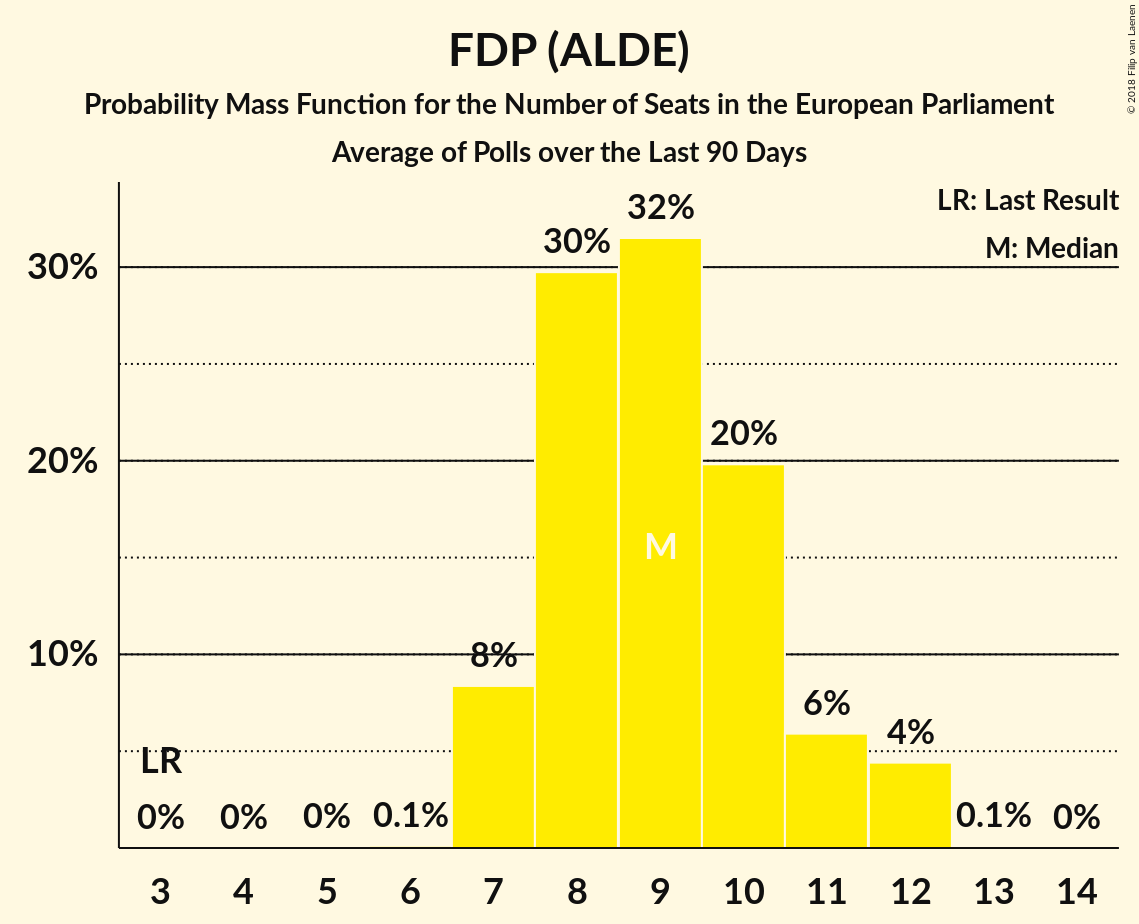 FDP (ALDE)
Probability Mass Function for the Number of Seats in the European Parliament
Average of Polls over the Last 90 Days
© 2018 Filip van Laenen
LR: Last Result
M: Median
30%
20%
10%
LR
0%
0%
0%
0.1%
8%
30%
32%
M
20%
6%
4%
0.1%
0%
3 4 5 6 7 8 9 10 11 12 13 14